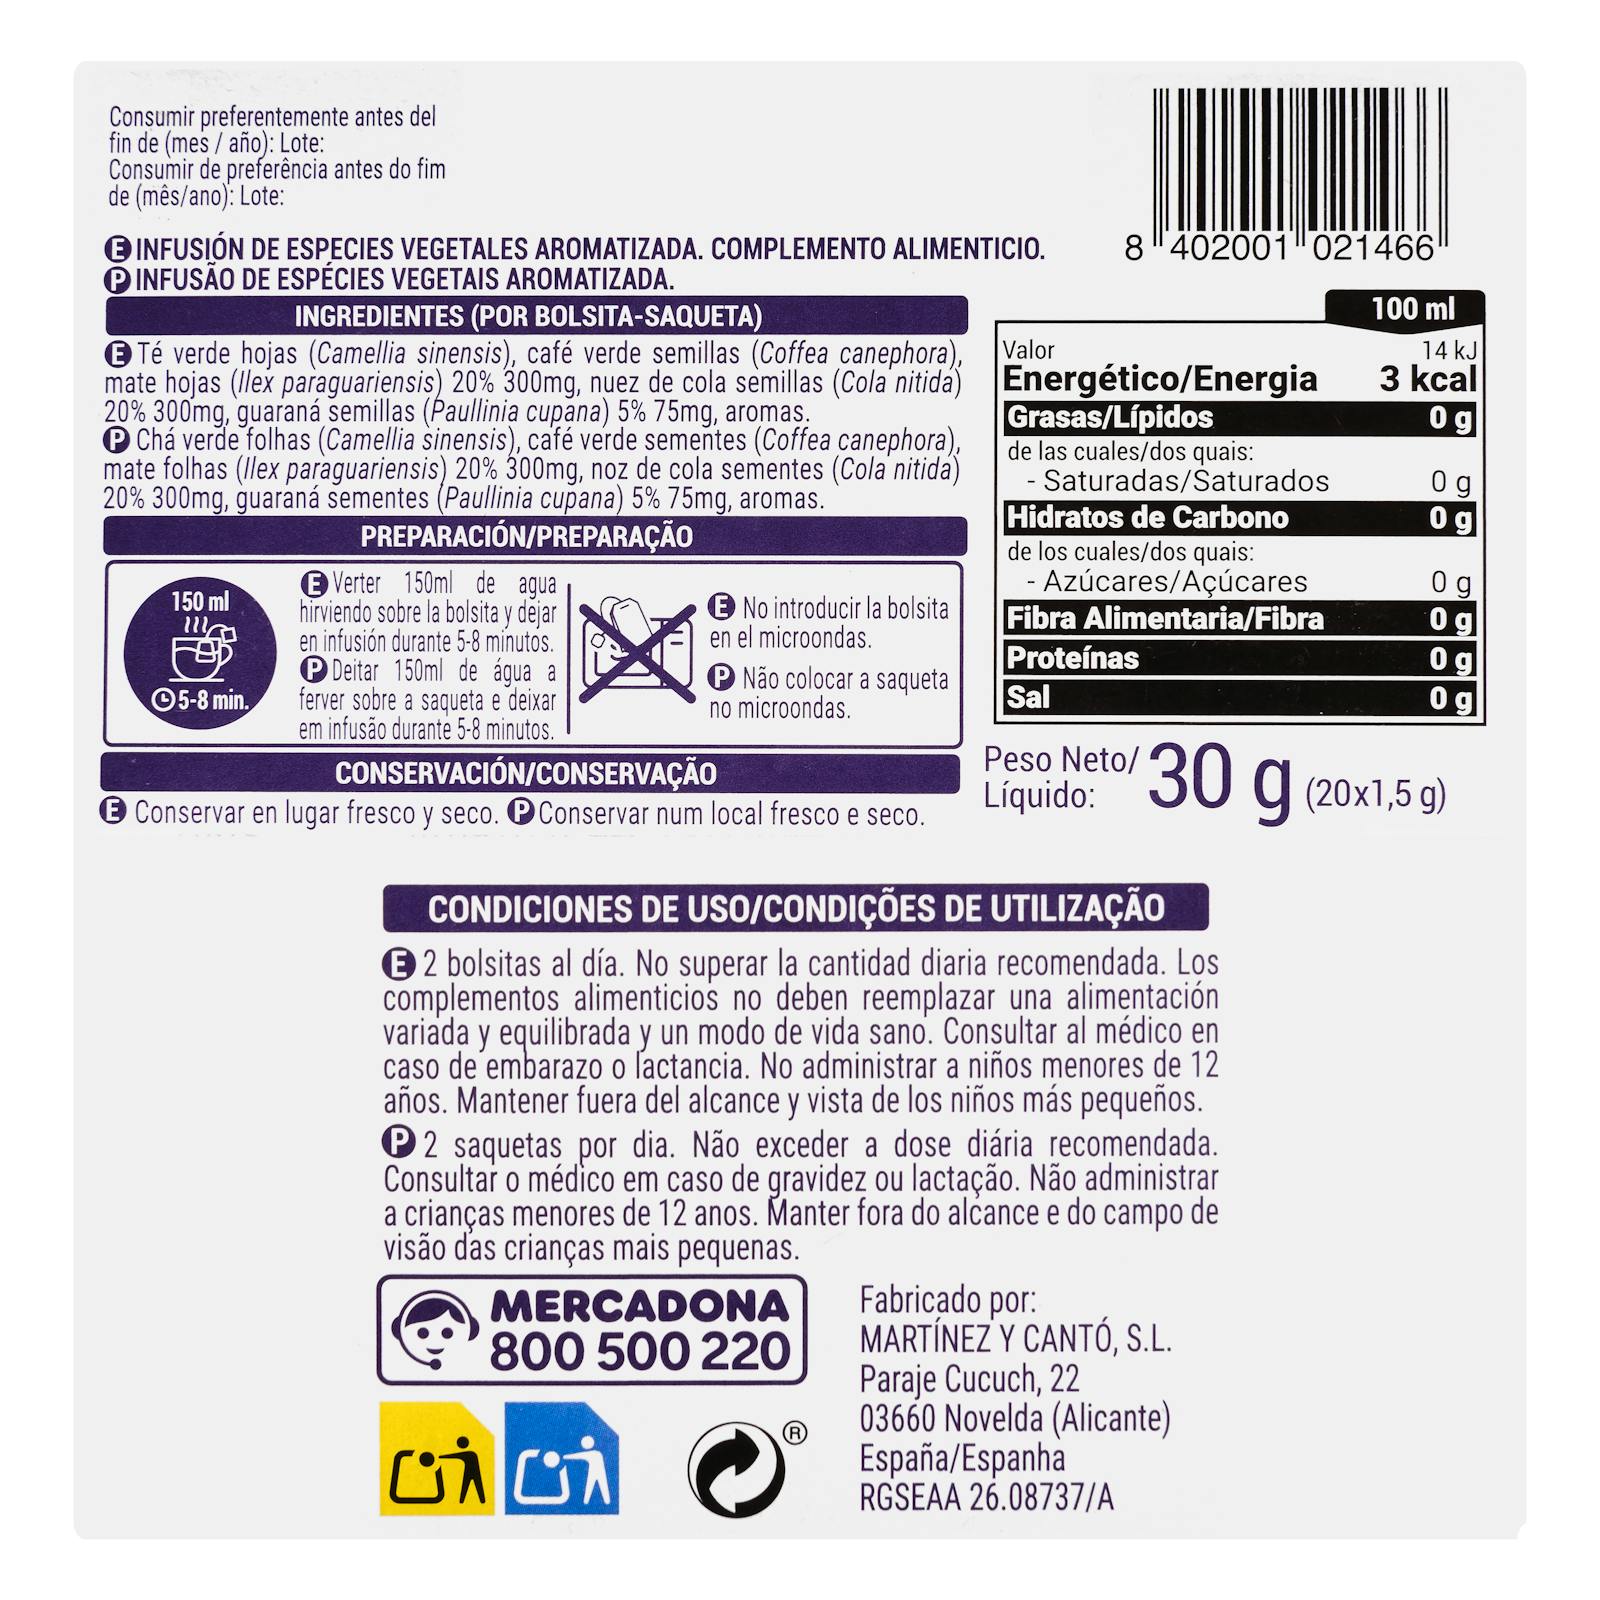 Consumir preferentemente antes del
fin de (mes / año): Lote:
Consumir de preferência antes do fim
de (mês/ano): Lote:
8 402001 021466
E INFUSIÓN DE ESPECIES VEGETALES AROMATIZADA. COMPLEMENTO ALIMENTICIO.
P INFUSÃO DE ESPÉCIES VEGETAIS AROMATIZADA.
INGREDIENTES (POR BOLSITA-SAQUETA)
E Té verde hojas (Camellia sinensis), café verde semillas (Coffea canephora),
mate hojas (Ilex paraguariensis) 20% 300mg, nuez de cola semillas (Cola nitida)
20% 300mg, guaraná semillas (Paullinia cupana) 5% 75mg, aromas.
P Chá verde folhas (Camellia sinensis), café verde sementes (Coffea canephora),
mate folhas (Ilex paraguariensis) 20% 300mg, noz de cola sementes (Cola nitida)
20% 300mg, guaraná sementes (Paullinia cupana) 5% 75mg, aromas.
PREPARACIÓN/PREPARAÇÃO
150 ml
5-8 min.
E Verter 150ml de agua
hirviendo sobre la bolsita y dejar
en infusión durante 5-8 minutos.
P Deitar 150ml de água a
ferver sobre a saqueta e deixar
em infusão durante 5-8 minutos.
E No introducir la bolsita
en el microondas.
P Não colocar a saqueta
no microondas.
CONSERVACIÓN/CONSERVAÇÃO
E Conservar en lugar fresco y seco. P Conservar num local fresco e seco.
100 ml
Valor 14 kJ
Energético/Energia 3 kcal
Grasas/Lípidos 0 g
de las cuales/dos quais:
- Saturadas/Saturados 0 g
Hidratos de Carbono 0 g
de los cuales/dos quais:
- Azúcares/Açúcares 0 g
Fibra Alimentaria/Fibra 0 g
Proteínas 0 g
Sal 0 g
Peso Neto/
Líquido: 30 g (20x1,5 g)
CONDICIONES DE USO/CONDIÇÕES DE UTILIZAÇÃO
E 2 bolsitas al día. No superar la cantidad diaria recomendada. Los
complementos alimenticios no deben reemplazar una alimentación
variada y equilibrada y un modo de vida sano. Consultar al médico en
caso de embarazo o lactancia. No administrar a niños menores de 12
años. Mantener fuera del alcance y vista de los niños más pequeños.
P 2 saquetas por dia. Não exceder a dose diária recomendada.
Consultar o médico em caso de gravidez ou lactação. Não administrar
a crianças menores de 12 anos. Manter fora do alcance e do campo de
visão das crianças mais pequenas.
MERCADONA
800 500 220
®
Fabricado por:
MARTÍNEZ Y CANTÓ, S.L.
Paraje Cucuch, 22
03660 Novelda (Alicante)
España/Espanha
RGSEAA 26.08737/A